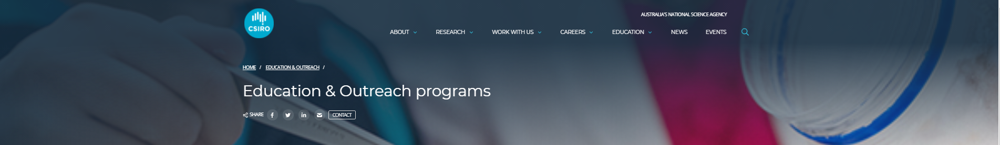 CSIRO
AUSTRALIA'S NATIONAL SCIENCE AGENCY
ABOUT RESEARCH WORK WITH US CAREERS EDUCATION NEWS EVENTS
HOME / EDUCATION & OUTREACH /
Education & Outreach programs
SHARE CONTACT